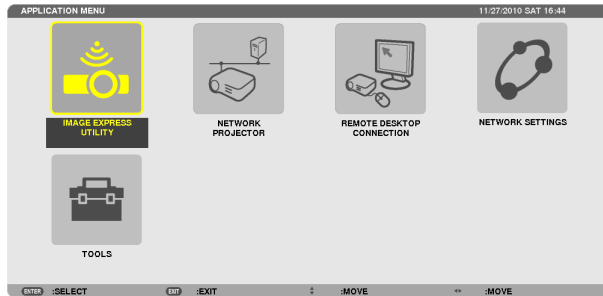 APPLICATION MENU 11/27/2010 SAT 16:44
IMAGE EXPRESS
UTILITY
NETWORK
PROJECTOR
REMOTE DESKTOP
CONNECTION
NETWORK SETTINGS
TOOLS
ENTER :SELECT EXIT :EXIT :MOVE :MOVE